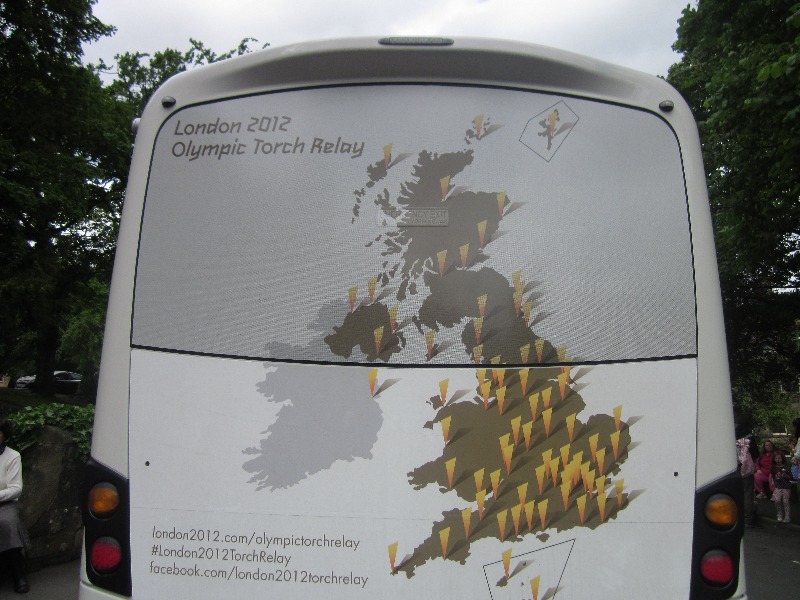 London 2012
Olympic Torch Relay
london2012.com/olympictorchrelay
#London2012TorchRelay
facebook.com/london2012torchrelay